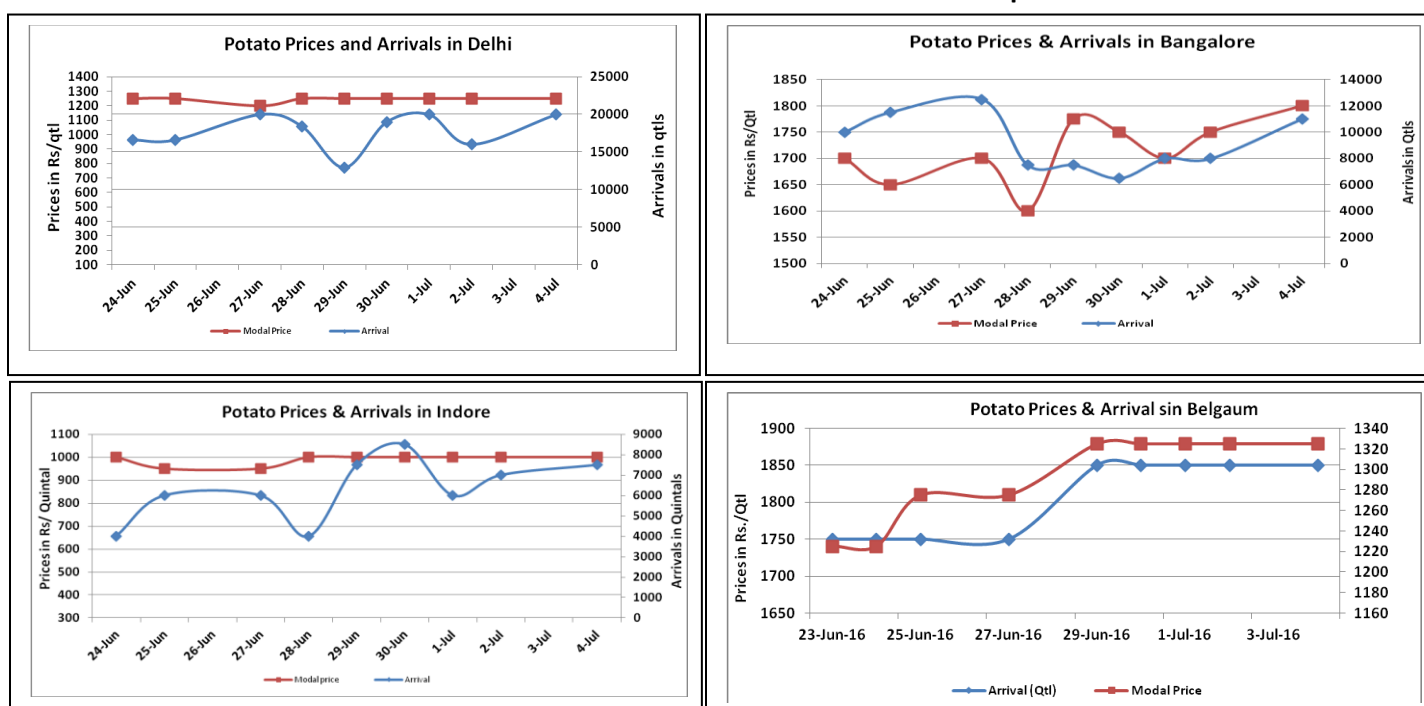 Potato Prices and Arrivals in Delhi
Prices in Rs/qtl
1400
1300
1200
1100
1000
900
800
700
600
500
400
300
200
100
25000
20000
15000
10000
5000
0
Arrivals in qtls
24-Jun
25-Jun
26-Jun
27-Jun
28-Jun
29-Jun
30-Jun
1-Jul
2-Jul
3-Jul
4-Jul
Modal Price
Arrival
Potato Prices & Arrivals in Bangalore
Prices in Rs/Qtl
1850
1800
1750
1700
1650
1600
1550
1500
14000
12000
10000
8000
6000
4000
2000
0
Arrivals in Qtls
24-Jun
25-Jun
26-Jun
27-Jun
28-Jun
29-Jun
30-Jun
1-Jul
2-Jul
3-Jul
4-Jul
Modal Price
Arrival
Potato Prices & Arrivals in Indore
Prices in Rs/ Quintal
1100
1000
900
800
700
600
500
400
300
9000
8000
7000
6000
5000
4000
3000
2000
1000
0
Arrivals in Quintals
24-Jun
25-Jun
26-Jun
27-Jun
28-Jun
29-Jun
30-Jun
1-Jul
2-Jul
3-Jul
4-Jul
Modal price
Arrival
Potato Prices & Arrival sin Belgaum
Prices in Rs./Qtl
1900
1850
1800
1750
1700
1650
1340
1320
1300
1280
1260
1240
1220
1200
1180
1160
23-Jun-16
25-Jun-16
27-Jun-16
29-Jun-16
1-Jul-16
3-Jul-16
Arrival (Qtl)
Modal Price